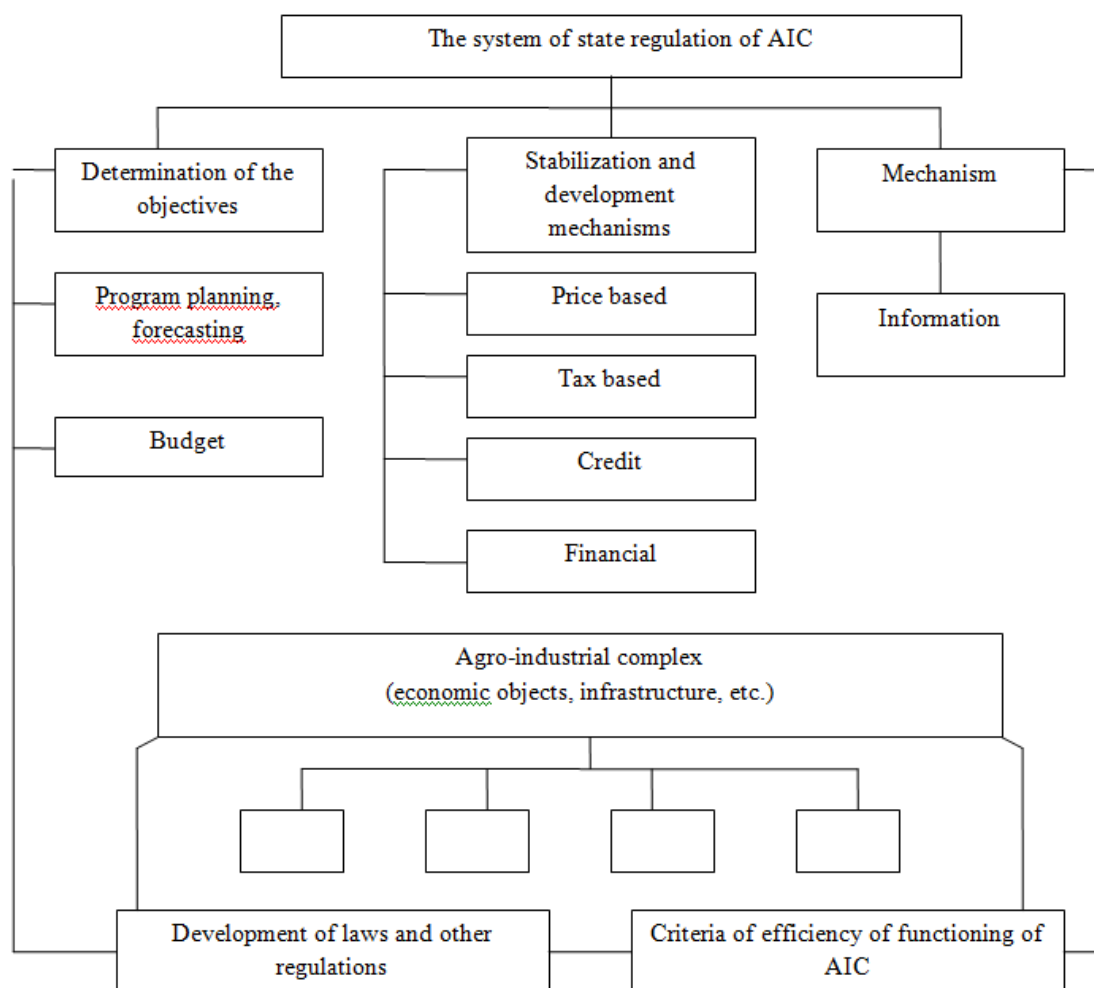 The system of state regulation of AIC
Determination of the
objectives
Stabilization and
development
mechanisms
Mechanism
Program planning,
forecasting
Price based
Information
Tax based
Budget
Credit
Financial
Agro-industrial complex
(economic objects, infrastructure, etc.)
Development of laws and other
regulations
Criteria of efficiency of functioning of
AIC